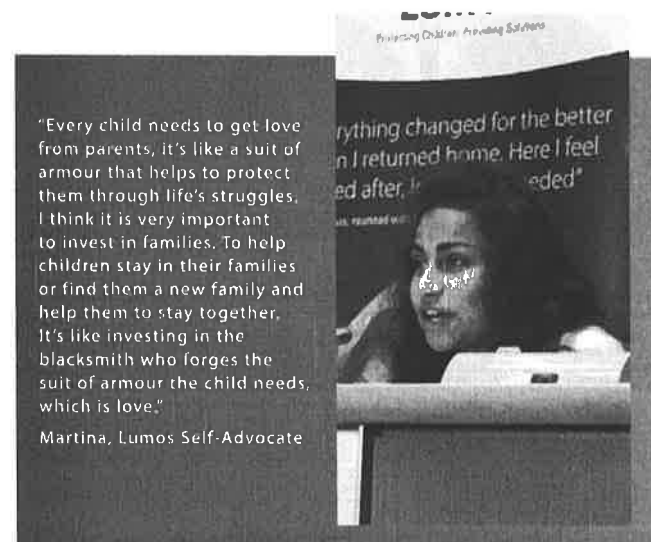 Protecting Children. Providing Solutions
"Every child needs to get love
from parents, it's like a suit of
armour that helps to protect
them through life's struggles.
I think it is very important
to invest in families. To help
children stay in their families
or find them a new family and
help them to stay together.
It's like investing in the
blacksmith who forges the
suit of armour the child needs,
which is love."
Martina, Lumos Self-Advocate
rything changed for the better
n I returned home. Here I feel
ed after, eeded"